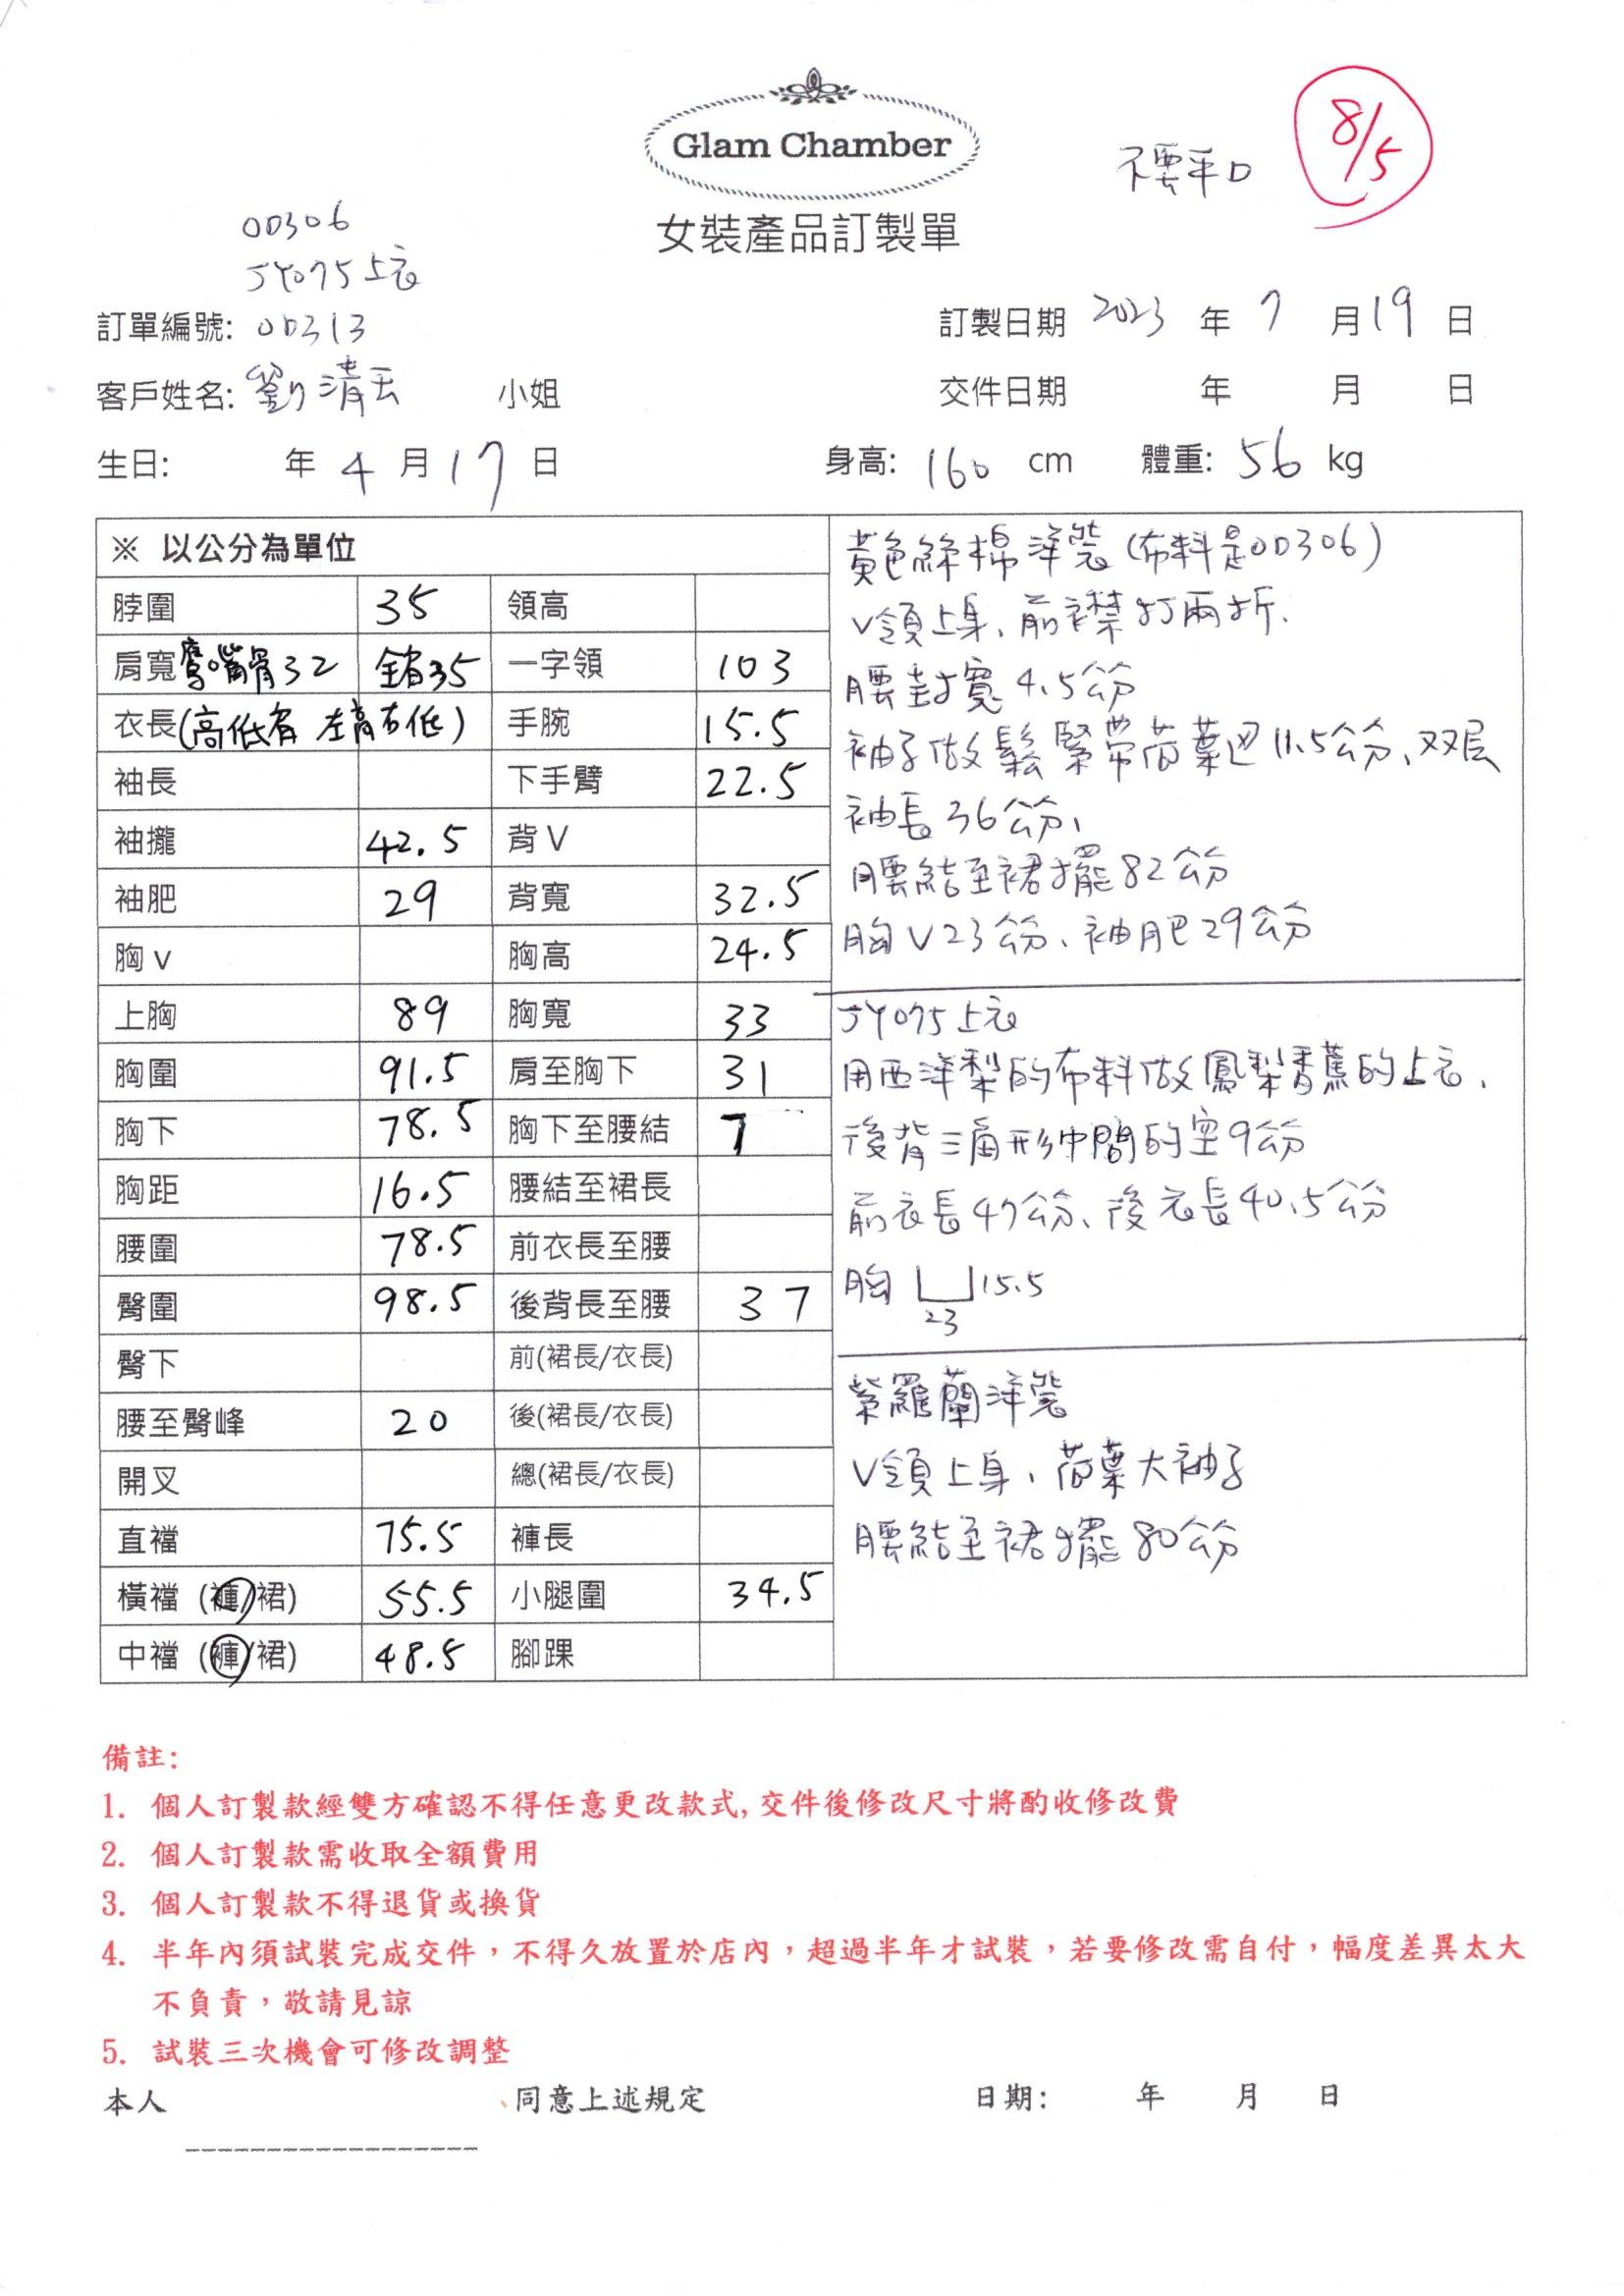 Glam Chamber
不要平口
8/5
女裝產品訂製單
OD306
JY075上衣
訂單編號: OD313
訂製日期 2023 年 7 月 19 日
客戶姓名: 劉清云 小姐
交件日期 年 月 日
生日: 年 4 月 17 日
身高: 160 cm 體重: 56 kg
※ 以公分為單位
脖圍 35 領高
肩寬 鷹嘴骨32 全肩35 一字領 103
衣長(高低肩 左高右低) 手腕 15.5
袖長 下手臂 22.5
袖攏 42.5 背V
袖肥 29 背寬 32.5
胸v 胸高 24.5
上胸 89 胸寬 33
胸圍 91.5 肩至胸下 31
胸下 78.5 胸下至腰結 7
胸距 16.5 腰結至裙長
腰圍 78.5 前衣長至腰
臀圍 98.5 後背長至腰 37
臀下 前(裙長/衣長)
腰至臀峰 20 後(裙長/衣長)
開叉 總(裙長/衣長)
直襠 75.5 褲長
橫襠 (褲/裙) 55.5 小腿圍 34.5
中襠 (褲/裙) 48.5 腳踝
黃色絲棉洋裝(布料是OD306)
V領上身、前襟打兩折.
腰封寬4.5公分
袖子做鬆緊帶荷葉边11.5公分、双层
袖長36公分、
腰結至裙擺82公分
胸V23公分、袖肥29公分
JY075上衣
用西洋梨的布料做鳳梨香蕉的上衣、
後背三角形中間的空9公分
前衣長47公分、後衣長40.5公分
胸 15.5
23
紫羅蘭洋裝
V領上身、荷葉大袖子
腰結至裙擺80公分
備註:
1. 個人訂製款經雙方確認不得任意更改款式,交件後修改尺寸將酌收修改費
2. 個人訂製款需收取全額費用
3. 個人訂製款不得退貨或換貨
4. 半年內須試裝完成交件，不得久放置於店內，超過半年才試裝，若要修改需自付，幅度差異太大
不負責，敬請見諒
5. 試裝三次機會可修改調整
本人 、同意上述規定 日期: 年 月 日